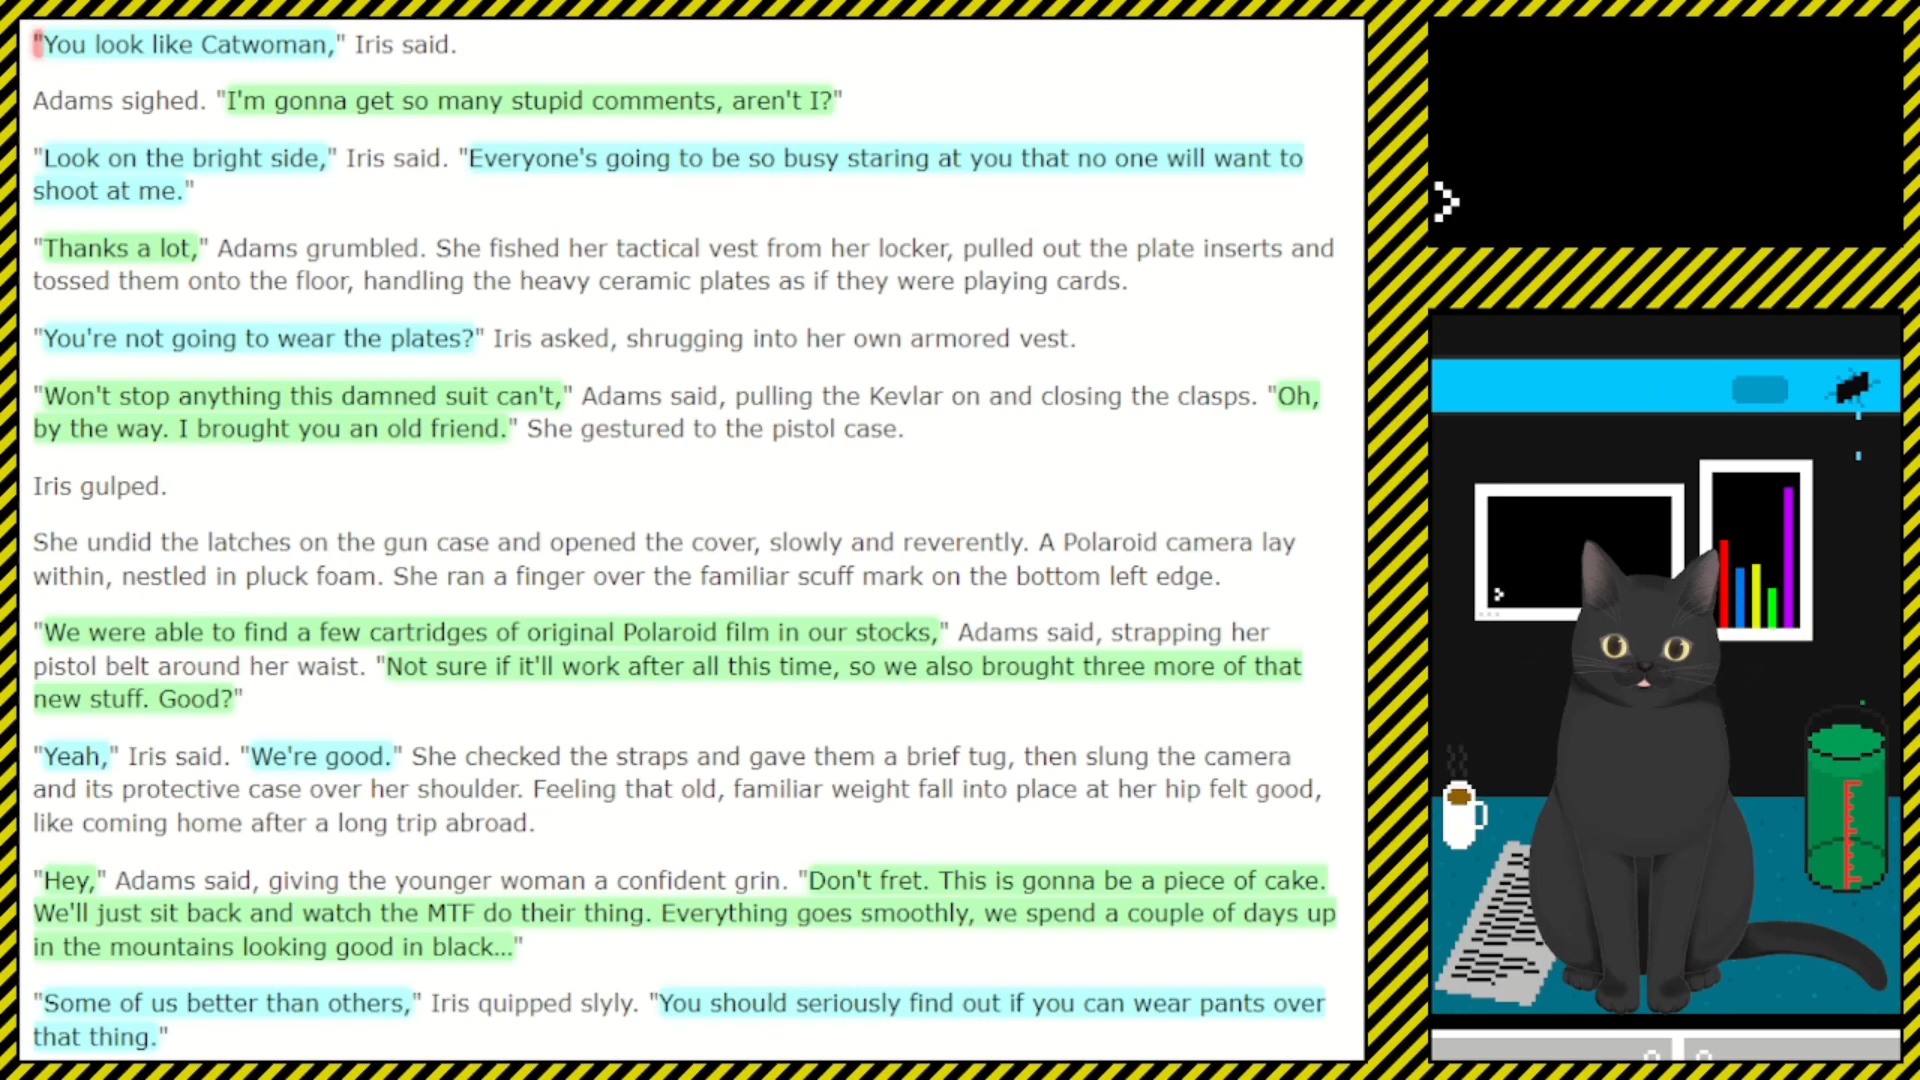 "You look like Catwoman," Iris said.
Adams sighed. "I'm gonna get so many stupid comments, aren't I?"
"Look on the bright side," Iris said. "Everyone's going to be so busy staring at you that no one will want to
shoot at me."
"Thanks a lot," Adams grumbled. She fished her tactical vest from her locker, pulled out the plate inserts and
tossed them onto the floor, handling the heavy ceramic plates as if they were playing cards.
"You're not going to wear the plates?" Iris asked, shrugging into her own armored vest.
"Won't stop anything this damned suit can't," Adams said, pulling the Kevlar on and closing the clasps. "Oh,
by the way. I brought you an old friend." She gestured to the pistol case.
Iris gulped.
She undid the latches on the gun case and opened the cover, slowly and reverently. A Polaroid camera lay
within, nestled in pluck foam. She ran a finger over the familiar scuff mark on the bottom left edge.
"We were able to find a few cartridges of original Polaroid film in our stocks," Adams said, strapping her
pistol belt around her waist. "Not sure if it'll work after all this time, so we also brought three more of that
new stuff. Good?"
"Yeah," Iris said. "We're good." She checked the straps and gave them a brief tug, then slung the camera
and its protective case over her shoulder. Feeling that old, familiar weight fall into place at her hip felt good,
like coming home after a long trip abroad.
"Hey," Adams said, giving the younger woman a confident grin. "Don't fret. This is gonna be a piece of cake.
We'll just sit back and watch the MTF do their thing. Everything goes smoothly, we spend a couple of days up
in the mountains looking good in black..."
"Some of us better than others," Iris quipped slyly. "You should seriously find out if you can wear pants over
that thing."